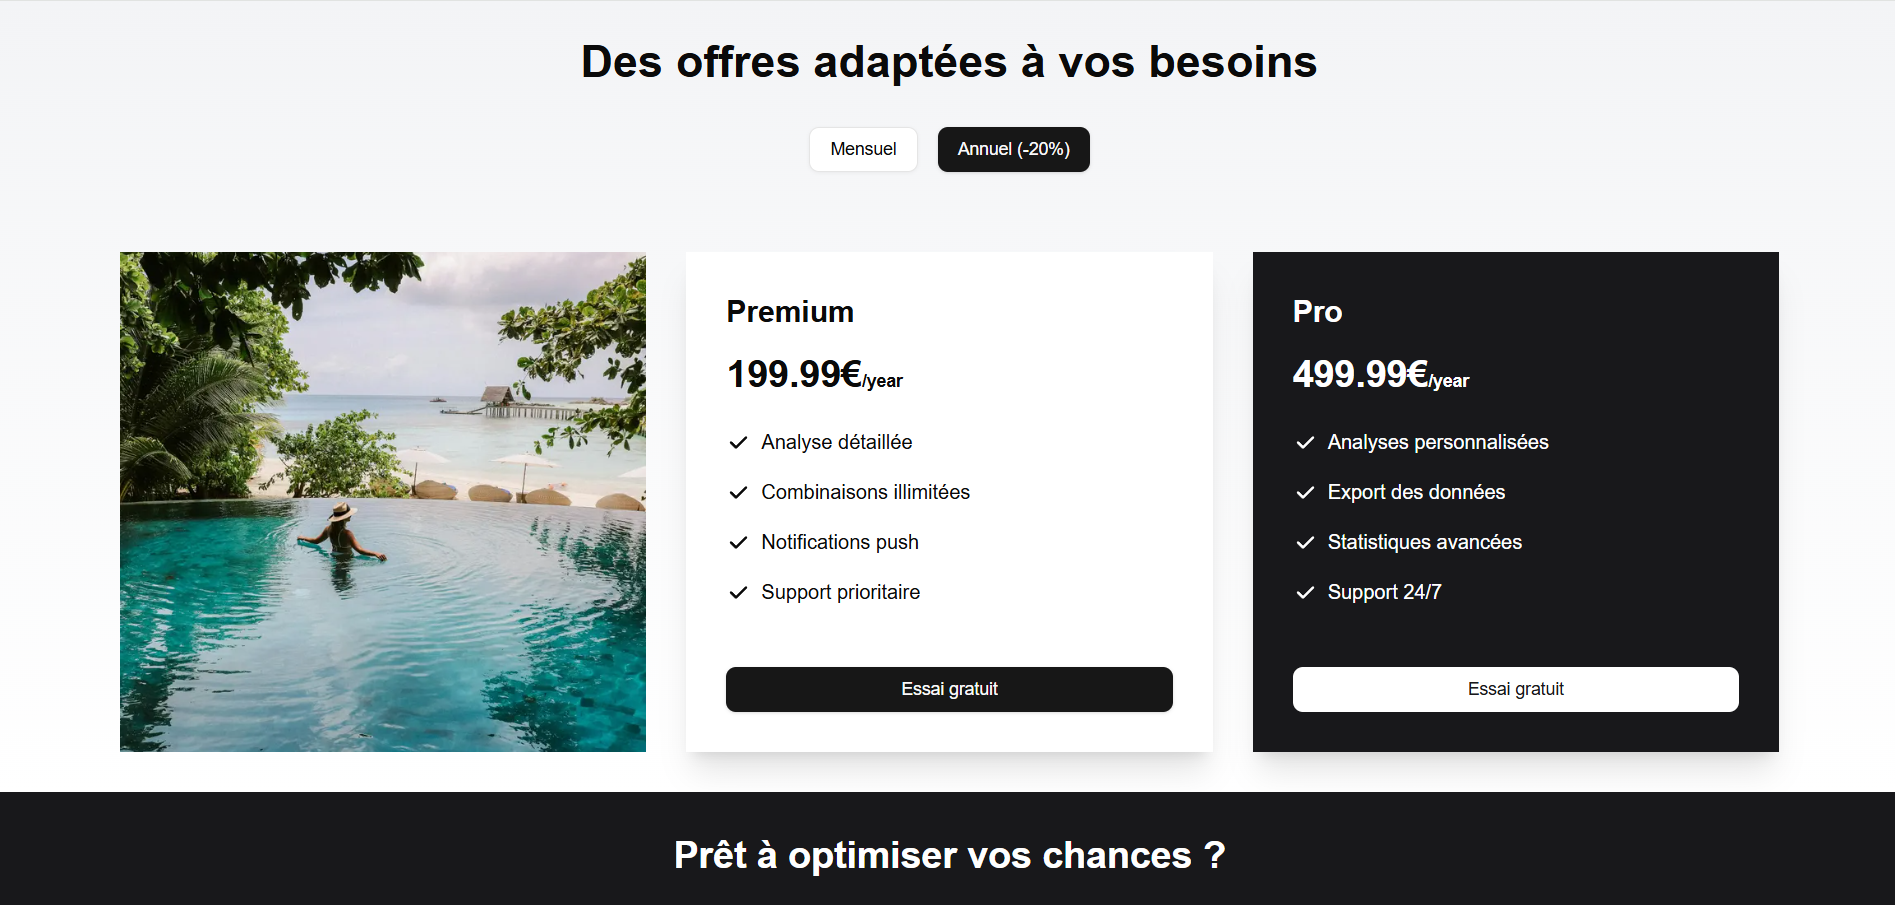 Des offres adaptées à vos besoins
Mensuel
Annuel (-20%)
Premium
199.99€/year
Analyse détaillée
Combinaisons illimitées
Notifications push
Support prioritaire
Essai gratuit
Pro
499.99€/year
Analyses personnalisées
Export des données
Statistiques avancées
Support 24/7
Essai gratuit
Prêt à optimiser vos chances ?